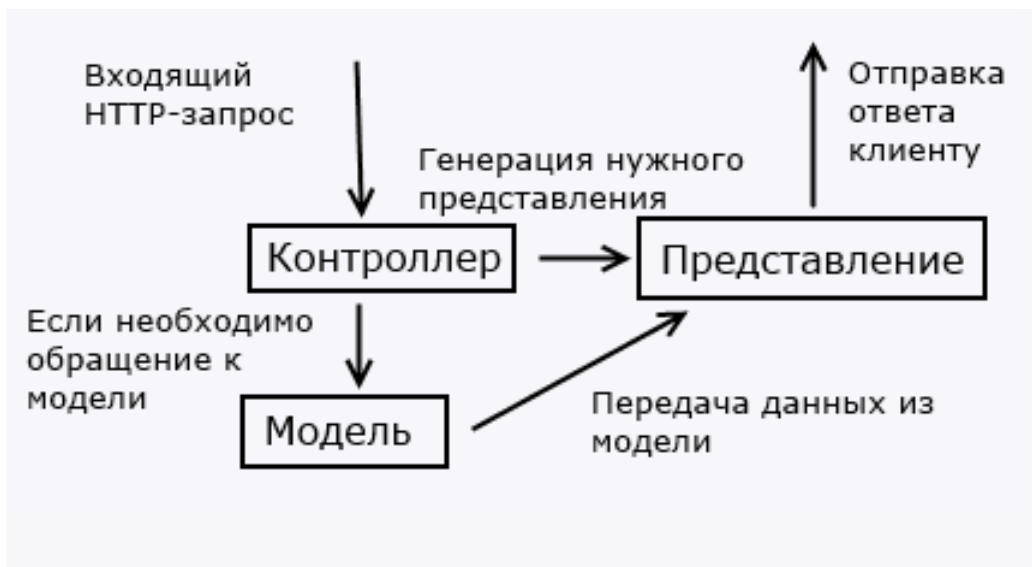 Входящий
HTTP-запрос
Отправка
ответа
клиенту
Генерация нужного
представления
Контроллер
Представление
Если необходимо
обращение к
модели
Модель
Передача данных из
модели